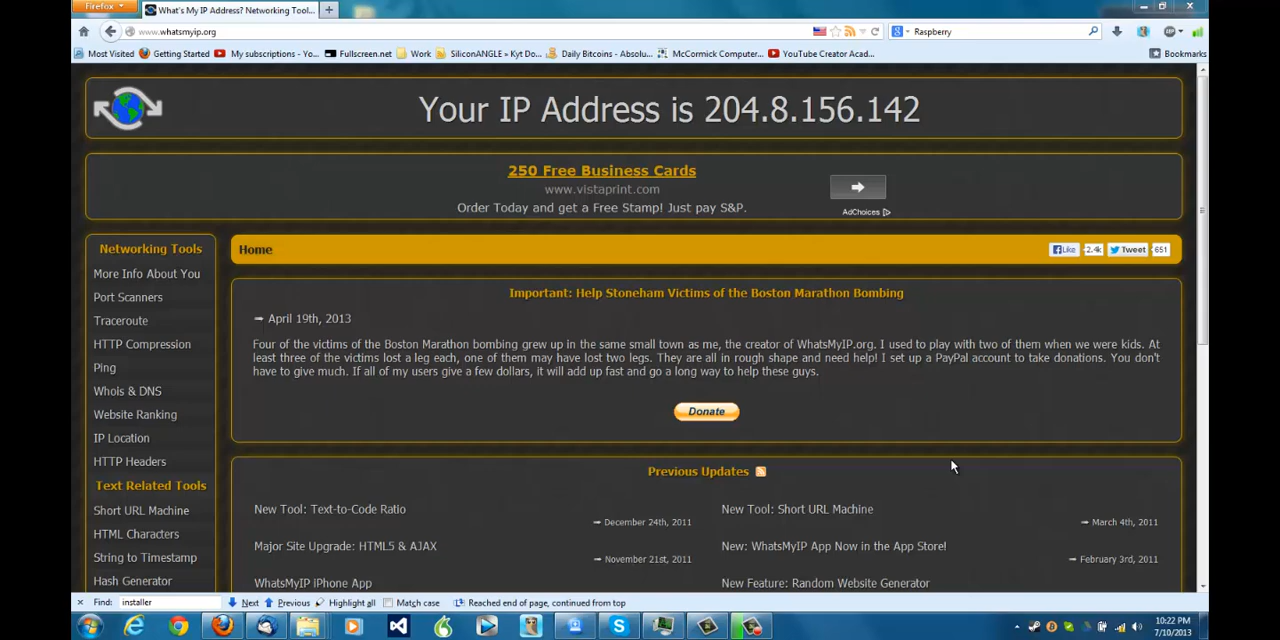 Firefox
What's My IP Address? Networking Tool...
www.whatsmyip.org
Raspberry
Most Visited Getting Started My subscriptions - Yo... Fullscreen.net Work SiliconANGLE » Kyt Do... Daily Bitcoins - Absolu... McCormick Computer... YouTube Creator Acad... Bookmarks
Your IP Address is 204.8.156.142
250 Free Business Cards
www.vistaprint.com
Order Today and get a Free Stamp! Just pay S&P.
AdChoices
Networking Tools
More Info About You
Port Scanners
Traceroute
HTTP Compression
Ping
Whois & DNS
Website Ranking
IP Location
HTTP Headers
Text Related Tools
Short URL Machine
HTML Characters
String to Timestamp
Hash Generator
Home
Like 2.4k Tweet 651
Important: Help Stoneham Victims of the Boston Marathon Bombing
April 19th, 2013
Four of the victims of the Boston Marathon bombing grew up in the same small town as me, the creator of WhatsMyIP.org. I used to play with two of them when we were kids. At
least three of the victims lost a leg each, one of them may have lost two legs. They are all in rough shape and need help! I set up a PayPal account to take donations. You don't
have to give much. If all of my users give a few dollars, it will add up fast and go a long way to help these guys.
Donate
Previous Updates
New Tool: Text-to-Code Ratio
December 24th, 2011
New Tool: Short URL Machine
March 4th, 2011
Major Site Upgrade: HTML5 & AJAX
November 21st, 2011
New: WhatsMyIP App Now in the App Store!
February 3rd, 2011
WhatsMyIP iPhone App
New Feature: Random Website Generator
Find: installer Next Previous Highlight all Match case Reached end of page, continued from top
10:22 PM
7/10/2013